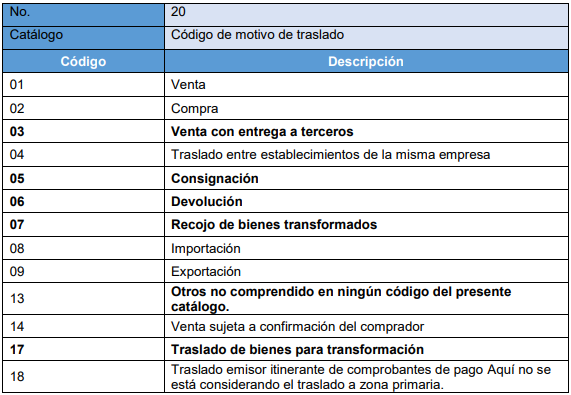 No. 20
Catálogo Código de motivo de traslado
Código Descripción
01 Venta
02 Compra
03 Venta con entrega a terceros
04 Traslado entre establecimientos de la misma empresa
05 Consignación
06 Devolución
07 Recojo de bienes transformados
08 Importación
09 Exportación
13 Otros no comprendido en ningún código del presente
catálogo.
14 Venta sujeta a confirmación del comprador
17 Traslado de bienes para transformación
18 Traslado emisor itinerante de comprobantes de pago Aquí no se
está considerando el traslado a zona primaria.